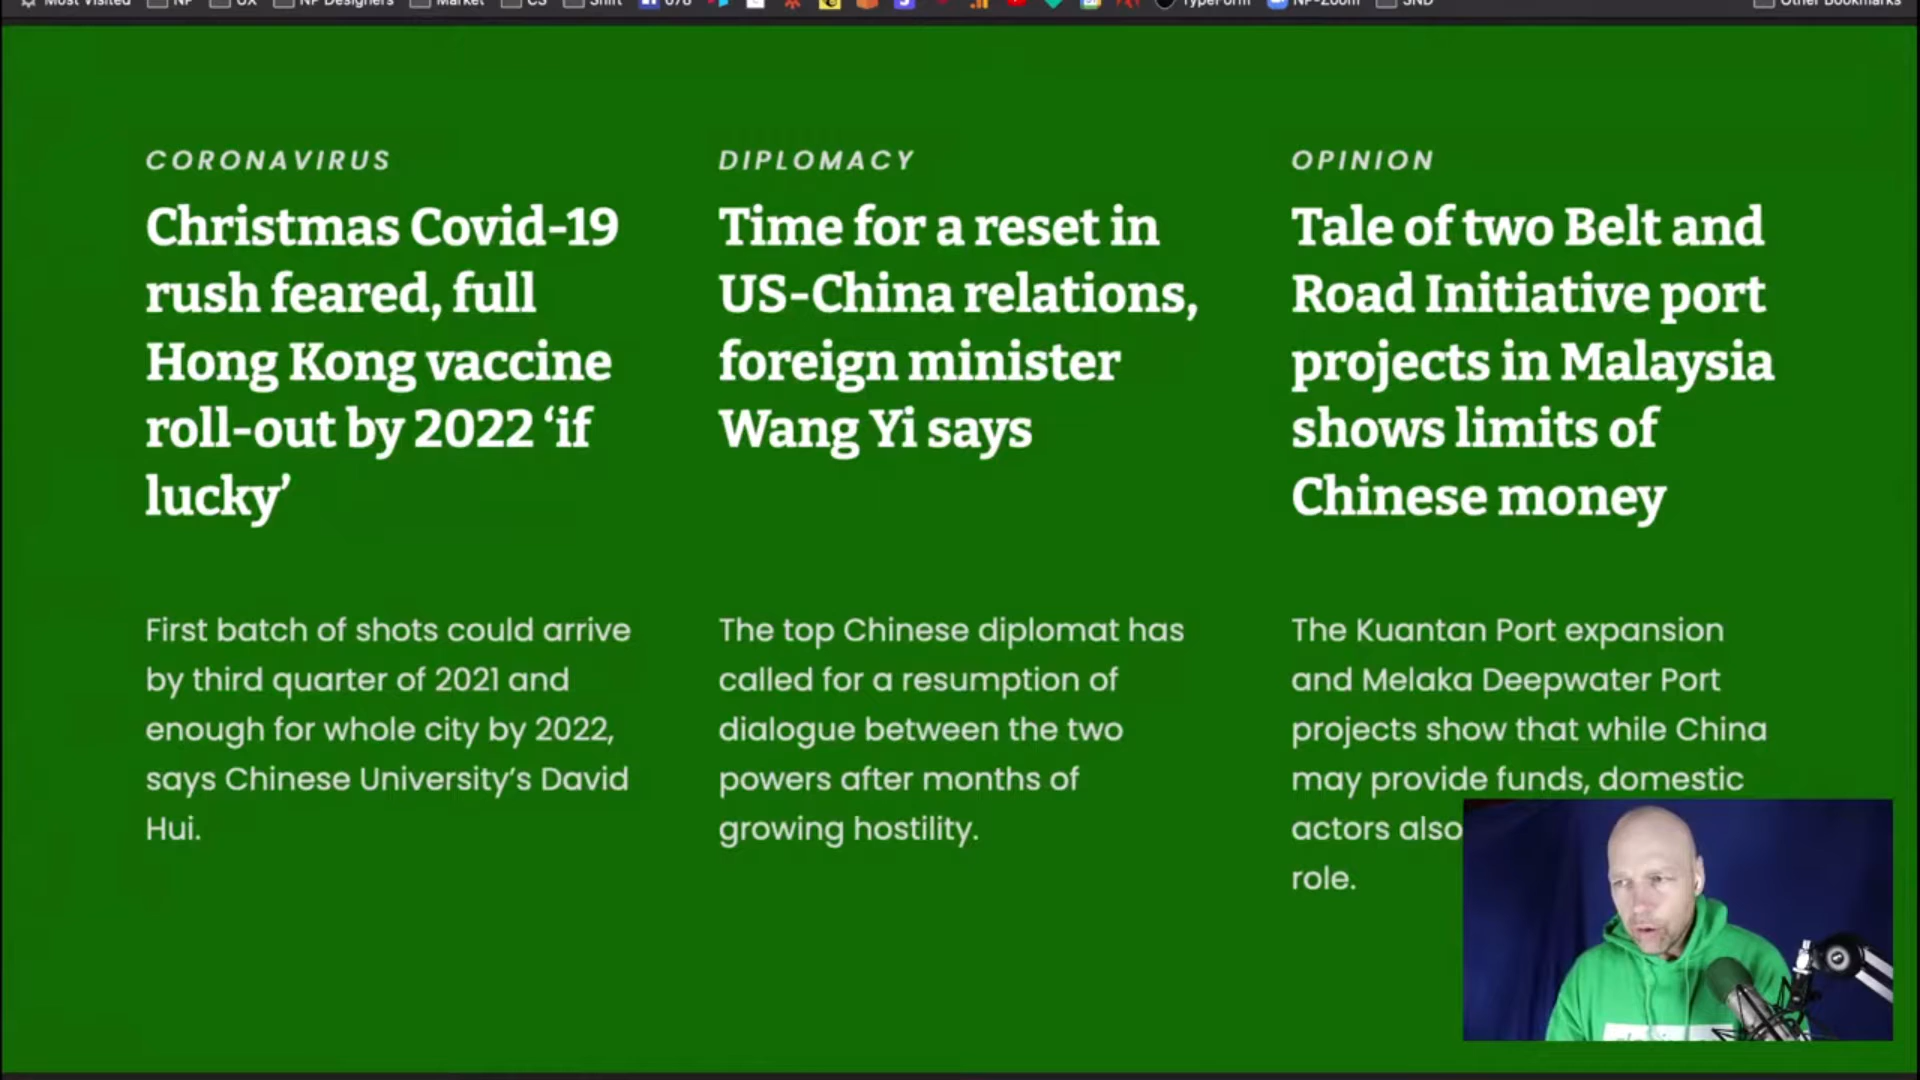 Most Visited NP UX NP Designers Market CS Shift 678 TypeForm NP-Zoom SND Other Bookmarks
CORONAVIRUS
Christmas Covid-19
rush feared, full
Hong Kong vaccine
roll-out by 2022 ‘if
lucky’
First batch of shots could arrive
by third quarter of 2021 and
enough for whole city by 2022,
says Chinese University’s David
Hui.
DIPLOMACY
Time for a reset in
US-China relations,
foreign minister
Wang Yi says
The top Chinese diplomat has
called for a resumption of
dialogue between the two
powers after months of
growing hostility.
OPINION
Tale of two Belt and
Road Initiative port
projects in Malaysia
shows limits of
Chinese money
The Kuantan Port expansion
and Melaka Deepwater Port
projects show that while China
may provide funds, domestic
actors also
role.